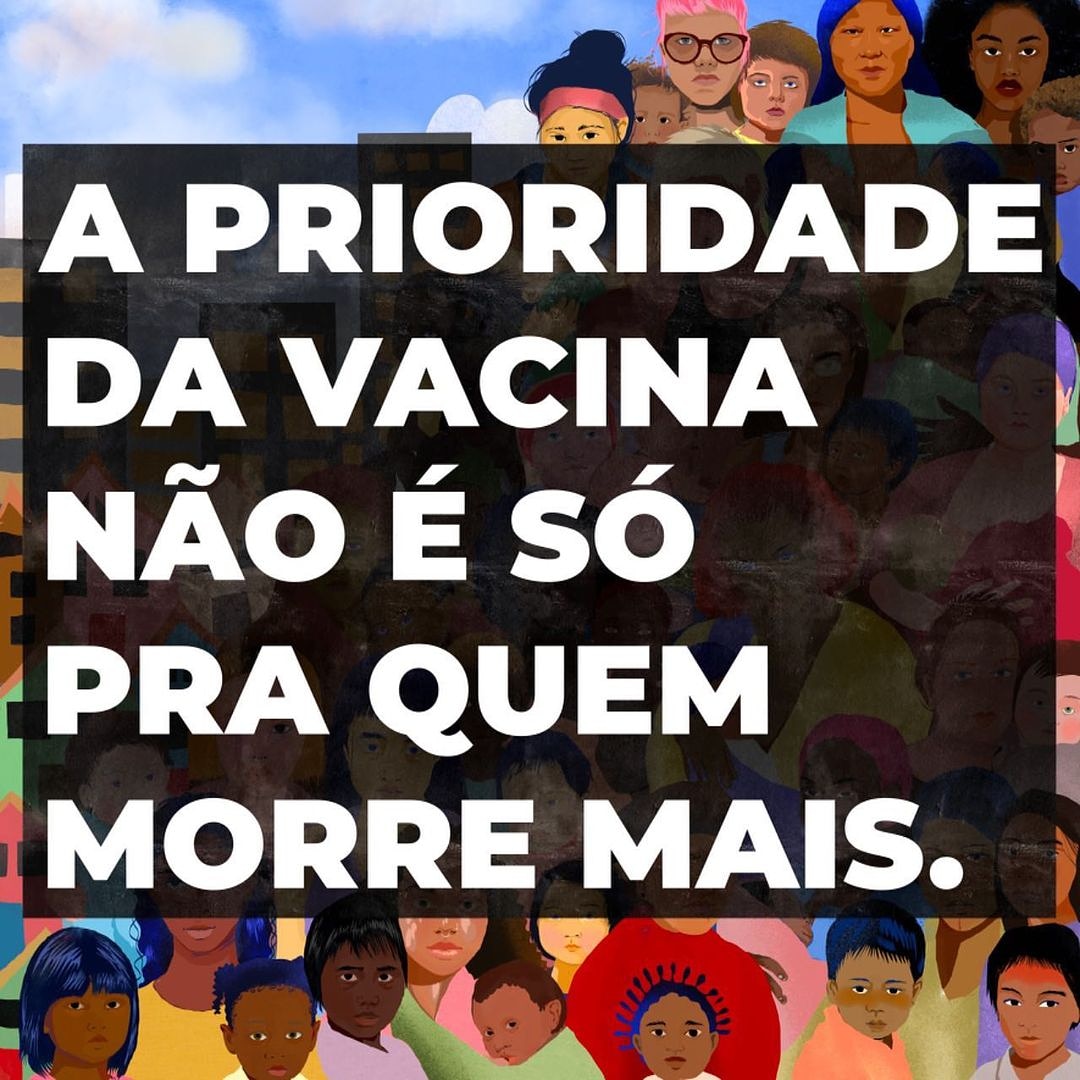 A PRIORIDADE
DA VACINA
NÃO É SÓ
PRA QUEM
MORRE MAIS.